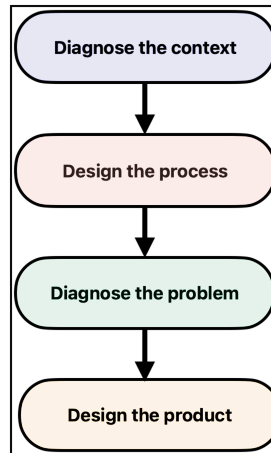 Diagnose the context
Design the process
Diagnose the problem
Design the product